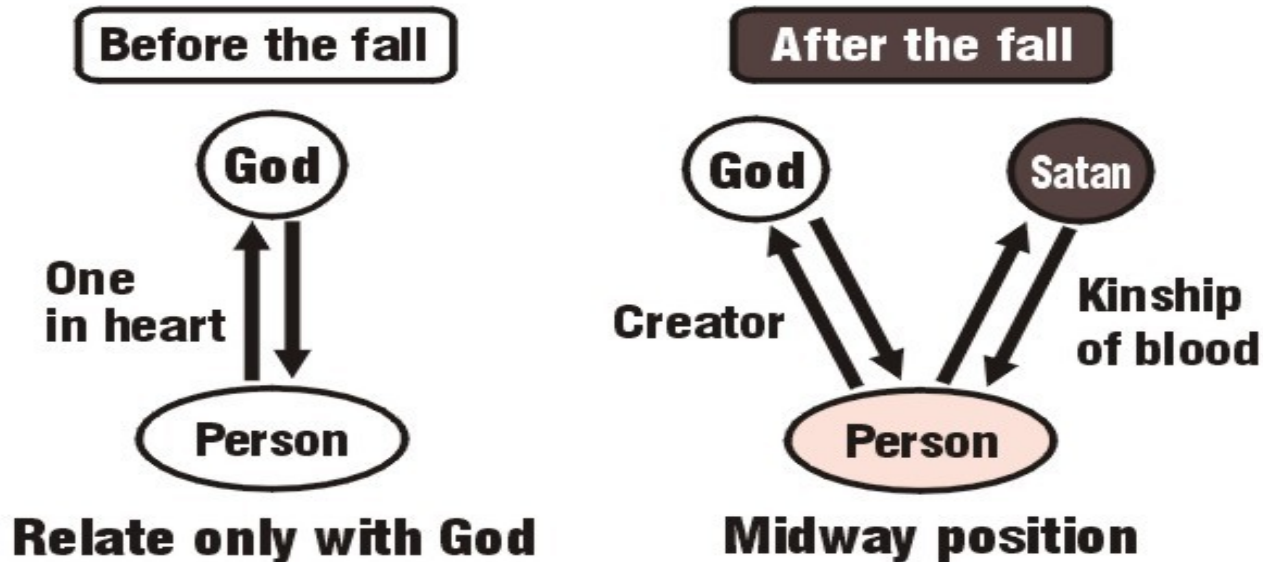 Before the fall
God
One
in heart
Person
Relate only with God
After the fall
God
Satan
Creator
Kinship
of blood
Person
Midway position